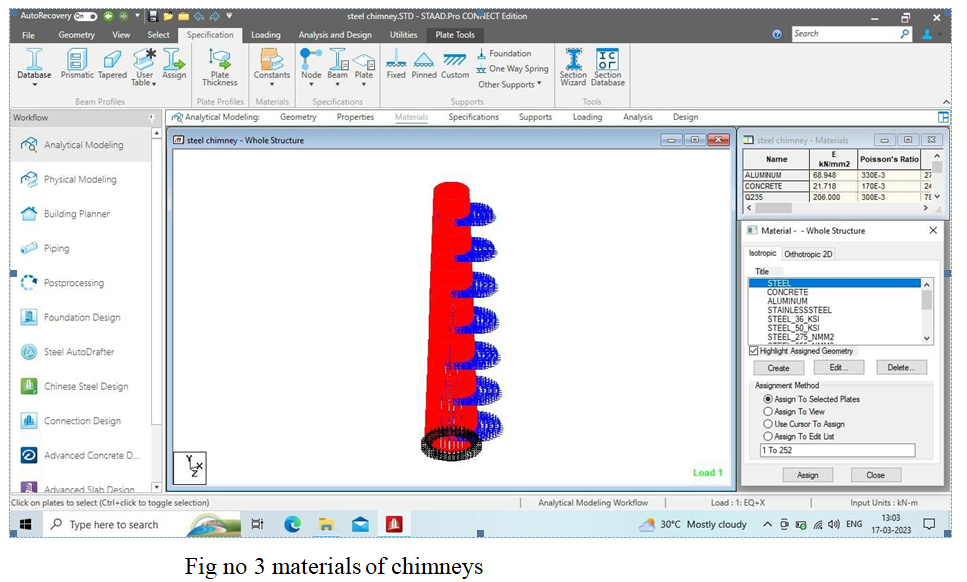 AutoRecovery On steel chimney.STD - STAAD.Pro CONNECT Edition
File Geometry View Select Specification Loading Analysis and Design Utilities Plate Tools Search
Database Prismatic Tapered User Table Assign Plate Thickness Constants Node Beam Plate Fixed Pinned Custom Foundation Section Wizard Section Database
One Way Spring
Other Supports
Beam Profiles Plate Profiles Materials Specifications Supports Tools
Workflow Analytical Modeling: Geometry Properties Materials Specifications Supports Loading Analysis Design
Analytical Modeling
Physical Modeling
Building Planner
Piping
Postprocessing
Foundation Design
Steel AutoDrafter
Chinese Steel Design
Connection Design
Advanced Concrete D...
Advanced Slab Design
steel chimney - Whole Structure
Y
X
Z
Load 1
steel chimney - Materials
Name E kN/mm2 Poisson's Ratio
ALUMINUM 68.948 330E-3 27
CONCRETE 21.718 170E-3 24
Q235 206.000 300E-3 78
Material - - Whole Structure
Isotropic Orthotropic 2D
Title
STEEL
CONCRETE
ALUMINUM
STAINLESSSTEEL
STEEL_36_KSI
STEEL_50_KSI
STEEL_275_NMM2
Highlight Assigned Geometry
Create Edit... Delete...
Assignment Method
Assign To Selected Plates
Assign To View
Use Cursor To Assign
Assign To Edit List
1 To 252
Assign Close
Click on plates to select (Ctrl+click to toggle selection) Analytical Modeling Workflow Load : 1: EQ+X Input Units : kN-m
Type here to search 30°C Mostly cloudy ENG 13:03
17-03-2023
Fig no 3 materials of chimneys